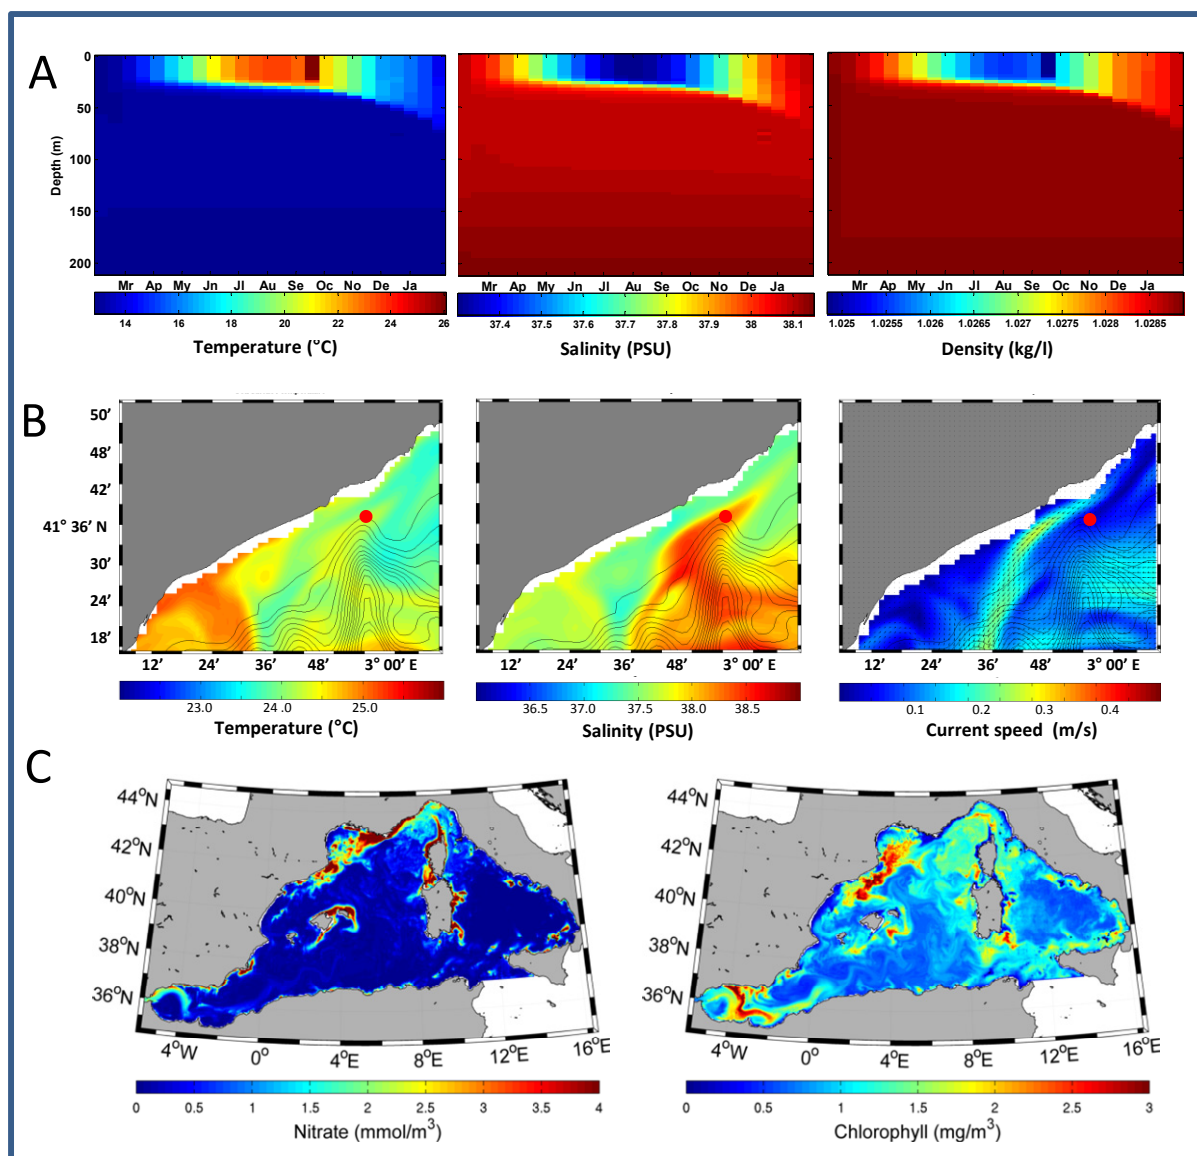 A
0
50
100
150
200
Depth (m)
Mr Ap My Jn Jl Au Se Oc No De Ja
Mr Ap My Jn Jl Au Se Oc No De Ja
Mr Ap My Jn Jl Au Se Oc No De Ja
14 16 18 20 22 24 26
37.4 37.5 37.6 37.7 37.8 37.9 38 38.1
1.025 1.0255 1.026 1.0265 1.027 1.0275 1.028 1.0285
Temperature (°C)
Salinity (PSU)
Density (kg/l)
B
50’
48’
42’
41° 36’ N
30’
24’
18’
12’ 24’ 36’ 48’ 3° 00’ E
12’ 24’ 36’ 48’ 3° 00’ E
12’ 24’ 36’ 48’ 3° 00’ E
23.0 24.0 25.0
36.5 37.0 37.5 38.0 38.5
0.1 0.2 0.3 0.4
Temperature (°C)
Salinity (PSU)
Current speed (m/s)
C
44°N
42°N
40°N
38°N
36°N
4°W 0° 4°E 8°E 12°E 16°E
0 0.5 1 1.5 2 2.5 3 3.5 4
Nitrate (mmol/m³)
44°N
42°N
40°N
38°N
36°N
4°W 0° 4°E 8°E 12°E 16°E
0 0.5 1 1.5 2 2.5 3
Chlorophyll (mg/m³)